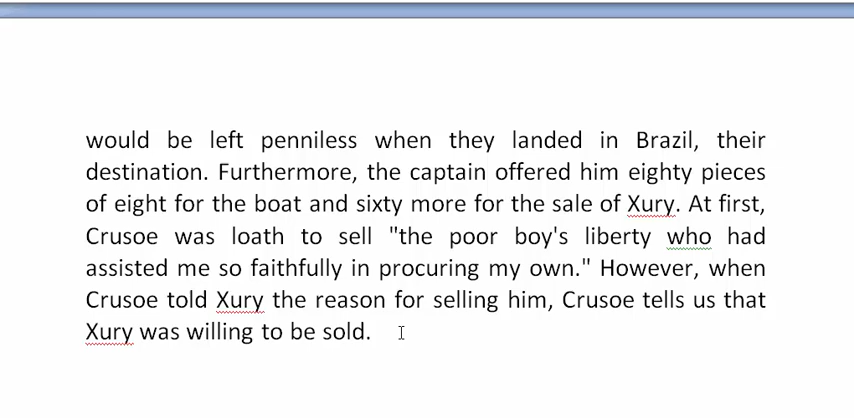 would be left penniless when they landed in Brazil, their
destination. Furthermore, the captain offered him eighty pieces
of eight for the boat and sixty more for the sale of Xury. At first,
Crusoe was loath to sell "the poor boy's liberty who had
assisted me so faithfully in procuring my own." However, when
Crusoe told Xury the reason for selling him, Crusoe tells us that
Xury was willing to be sold.